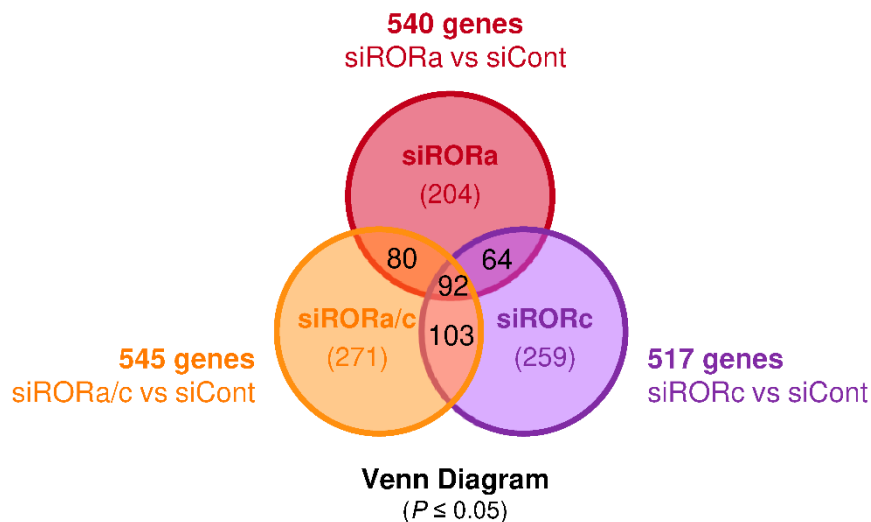 540 genes
siRORa vs siCont
siRORa
(204)
80
64
92
siRORa/c
(271)
103
siRORc
(259)
545 genes
siRORa/c vs siCont
517 genes
siRORc vs siCont
Venn Diagram
(P ≤ 0.05)